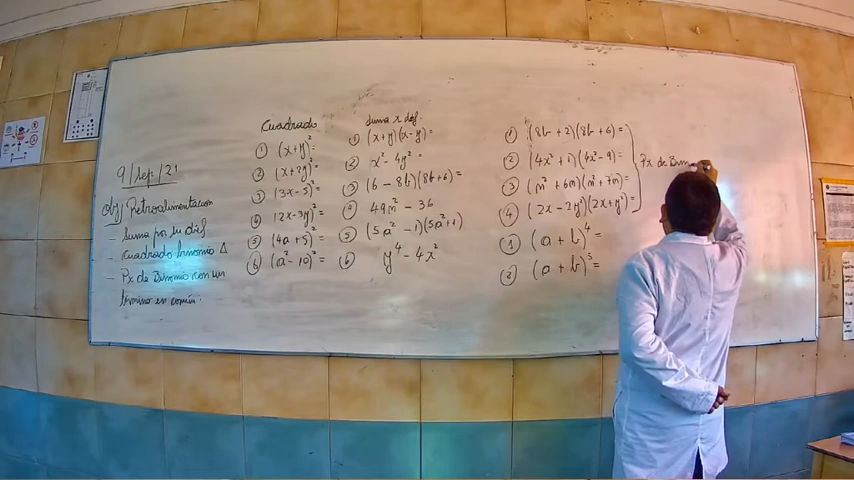 9/Sep/21
Obj/ Retroalimentacion
- Suma por su dif
- cuadrado binomio Δ
- Px de Binomio con un
término en común.
Cuadrado
① (x+y)²=
② (x+2y)²=
③ (3x-5)²=
④ (2x-3y)²=
⑤ (4a+5)²=
⑥ (a²-10)²=
Suma x dif.
① (x+y)(x-y)=
② x²-4y²=
③ (6-8b)(8b+6)=
④ 49m²-36
⑤ (5a²-1)(5a²+1)
⑥ y⁴-4x²
① (8b+2)(8b+6)=
② (4x²+1)(4x²-9)=
③ (m²+6m)(m²+7m)=
④ (2x-2y²)(2x+y²)=
Px de Bin
① (a+b)⁴=
② (a+b)⁵=